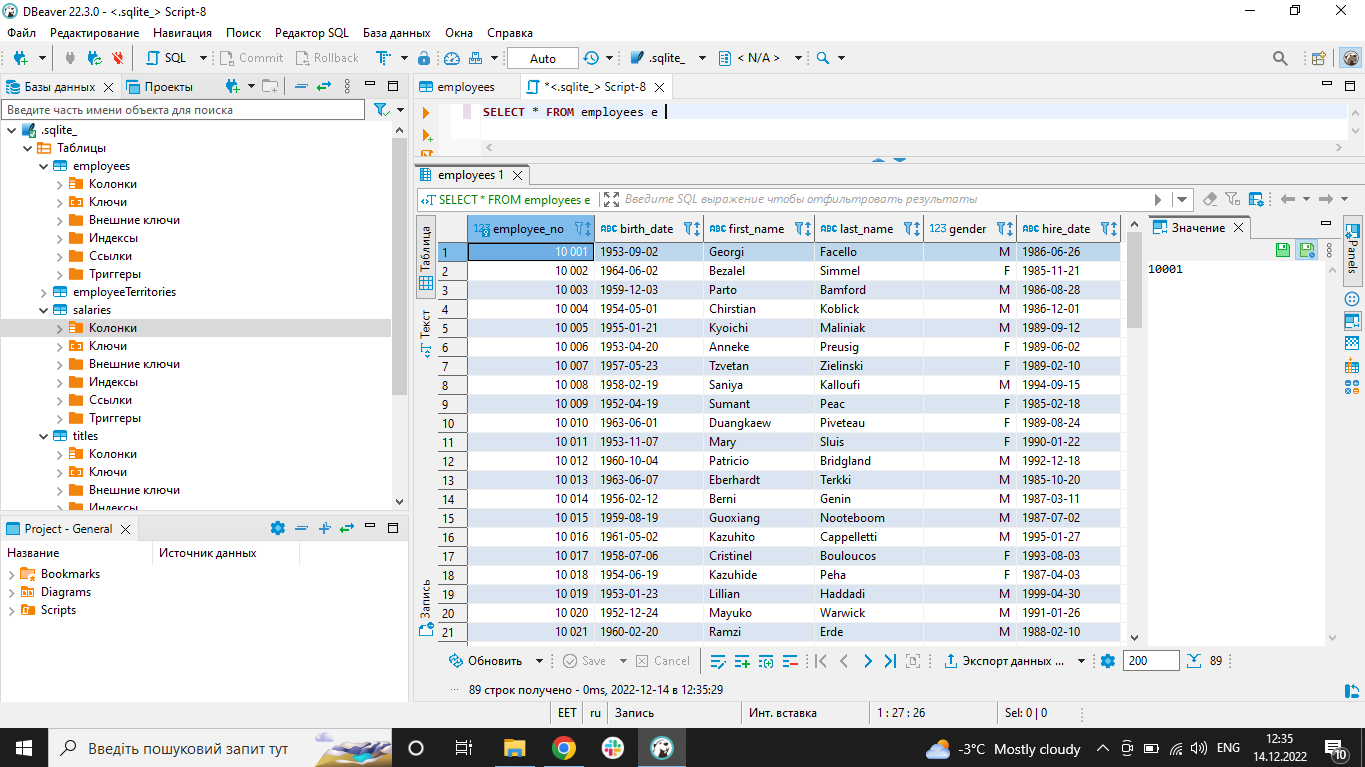 DBeaver 22.3.0 - <.sqlite_> Script-8
Файл Редактирование Навигация Поиск Редактор SQL База данных Окна Справка
SQL Commit Rollback Auto .sqlite_ < N/A >
Базы данных Проекты
Введите часть имени объекта для поиска
.sqlite_
Таблицы
employees
Колонки
Ключи
Внешние ключи
Индексы
Ссылки
Триггеры
employeeTerritories
salaries
Колонки
Ключи
Внешние ключи
Индексы
Ссылки
Триггеры
titles
Колонки
Ключи
Внешние ключи
Индексы
Project - General
Название Источник данных
Bookmarks
Diagrams
Scripts
employees *<.sqlite_> Script-8
SELECT * FROM employees e
employees 1
SELECT * FROM employees e Введите SQL выражение чтобы отфильтровать результаты
Таблица
Текст
Запись
123 employee_no ABC birth_date ABC first_name ABC last_name 123 gender ABC hire_date
1 10 001 1953-09-02 Georgi Facello M 1986-06-26
2 10 002 1964-06-02 Bezalel Simmel F 1985-11-21
3 10 003 1959-12-03 Parto Bamford M 1986-08-28
4 10 004 1954-05-01 Chirstian Koblick M 1986-12-01
5 10 005 1955-01-21 Kyoichi Maliniak M 1989-09-12
6 10 006 1953-04-20 Anneke Preusig F 1989-06-02
7 10 007 1957-05-23 Tzvetan Zielinski F 1989-02-10
8 10 008 1958-02-19 Saniya Kalloufi M 1994-09-15
9 10 009 1952-04-19 Sumant Peac F 1985-02-18
10 10 010 1963-06-01 Duangkaew Piveteau F 1989-08-24
11 10 011 1953-11-07 Mary Sluis F 1990-01-22
12 10 012 1960-10-04 Patricio Bridgland M 1992-12-18
13 10 013 1963-06-07 Eberhardt Terkki M 1985-10-20
14 10 014 1956-02-12 Berni Genin M 1987-03-11
15 10 015 1959-08-19 Guoxiang Nooteboom M 1987-07-02
16 10 016 1961-05-02 Kazuhito Cappelletti M 1995-01-27
17 10 017 1958-07-06 Cristinel Bouloucos F 1993-08-03
18 10 018 1954-06-19 Kazuhide Peha F 1987-04-03
19 10 019 1953-01-23 Lillian Haddadi M 1999-04-30
20 10 020 1952-12-24 Mayuko Warwick M 1991-01-26
21 10 021 1960-02-20 Ramzi Erde M 1988-02-10
Значение
10001
Panels
Обновить Save Cancel Экспорт данных ... 200 89
89 строк получено - 0ms, 2022-12-14 в 12:35:29
EET ru Запись Инт. вставка 1 : 27 : 26 Sel: 0 | 0
Введіть пошуковий запит тут -3°C Mostly cloudy ENG 12:35
14.12.2022 10